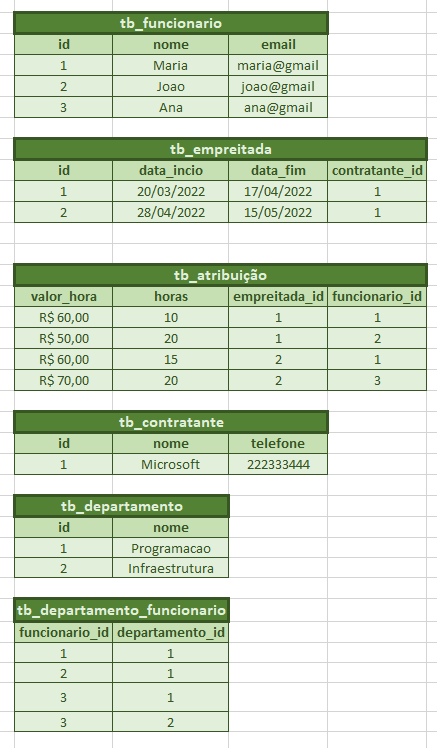 tb_funcionario
id nome email
1 Maria maria@gmail
2 Joao joao@gmail
3 Ana ana@gmail
tb_empreitada
id data_incio data_fim contratante_id
1 20/03/2022 17/04/2022 1
2 28/04/2022 15/05/2022 1
tb_atribuição
valor_hora horas empreitada_id funcionario_id
R$ 60,00 10 1 1
R$ 50,00 20 1 2
R$ 60,00 15 2 1
R$ 70,00 20 2 3
tb_contratante
id nome telefone
1 Microsoft 222333444
tb_departamento
id nome
1 Programacao
2 Infraestrutura
tb_departamento_funcionario
funcionario_id departamento_id
1 1
2 1
3 1
3 2